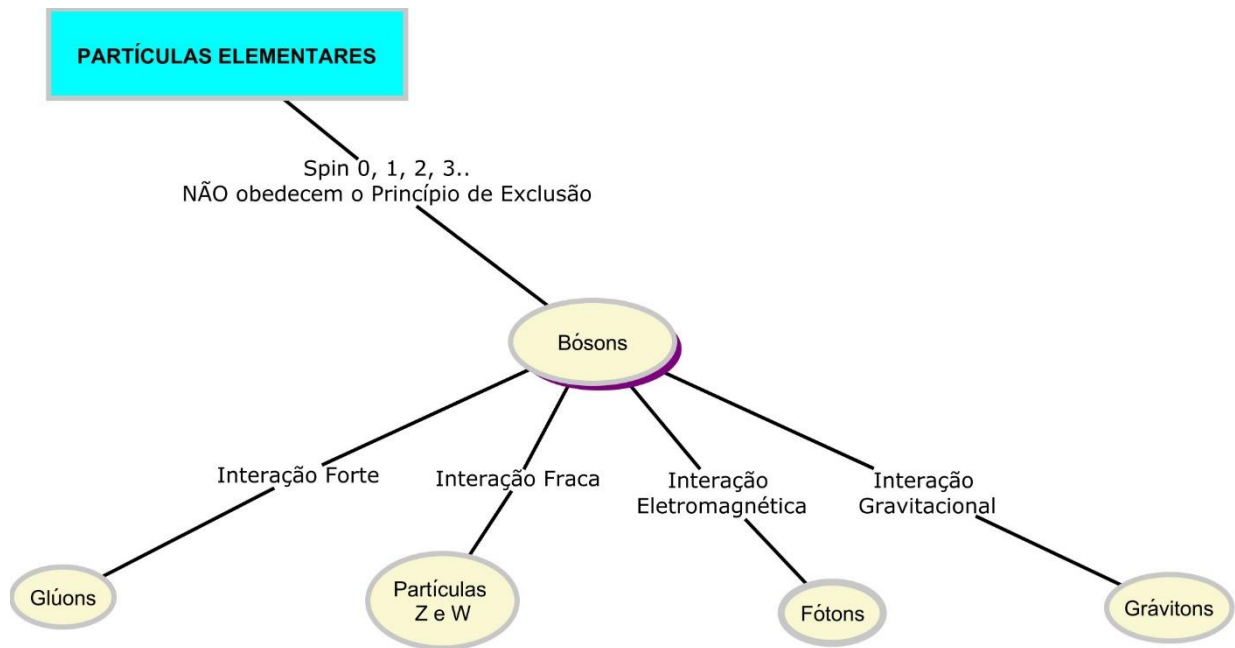 PARTÍCULAS ELEMENTARES
Spin 0, 1, 2, 3..
NÃO obedecem o Princípio de Exclusão
Bósons
Interação Forte
Interação Fraca
Interação
Eletromagnética
Interação
Gravitacional
Glúons
Partículas
Z e W
Fótons
Grávitons